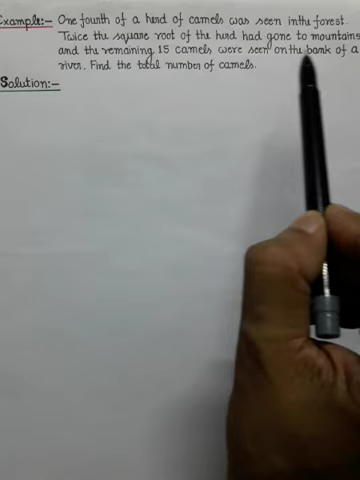 Example:- One fourth of a herd of camels was seen in the forest.
Twice the square root of the herd had gone to mountains
and the remaining 15 camels were seen on the bank of a
river. Find the total number of camels.
Solution:-